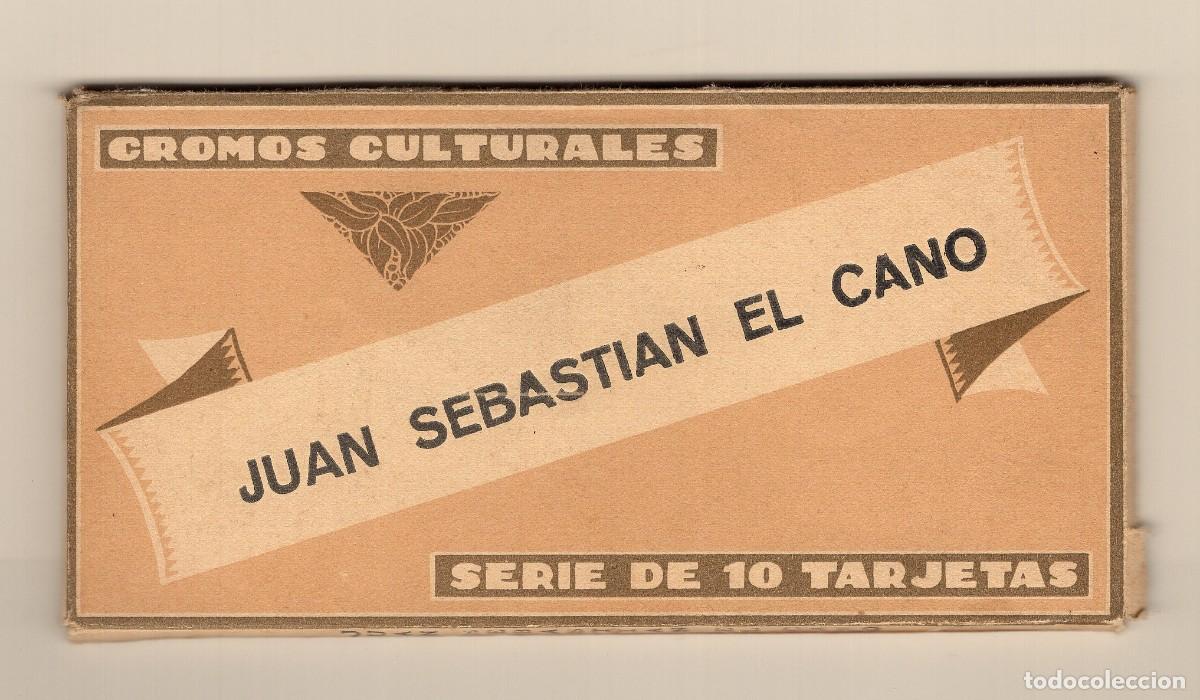 CROMOS CULTURALES
JUAN SEBASTIAN EL CANO
SERIE DE 10 TARJETAS
todocoleccion